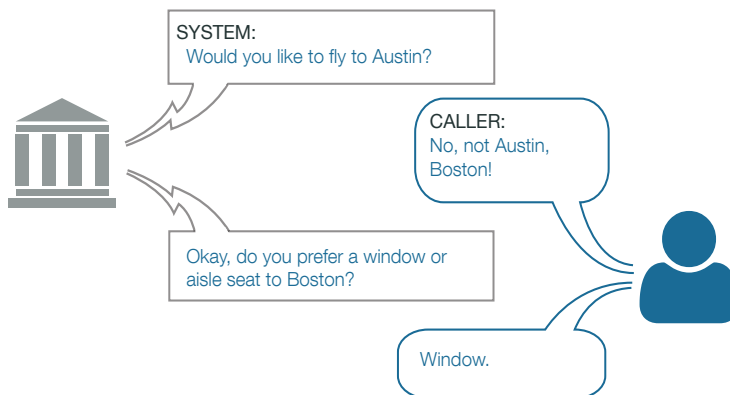 SYSTEM:
Would you like to fly to Austin?
CALLER:
No, not Austin,
Boston!
Okay, do you prefer a window or
aisle seat to Boston?
Window.